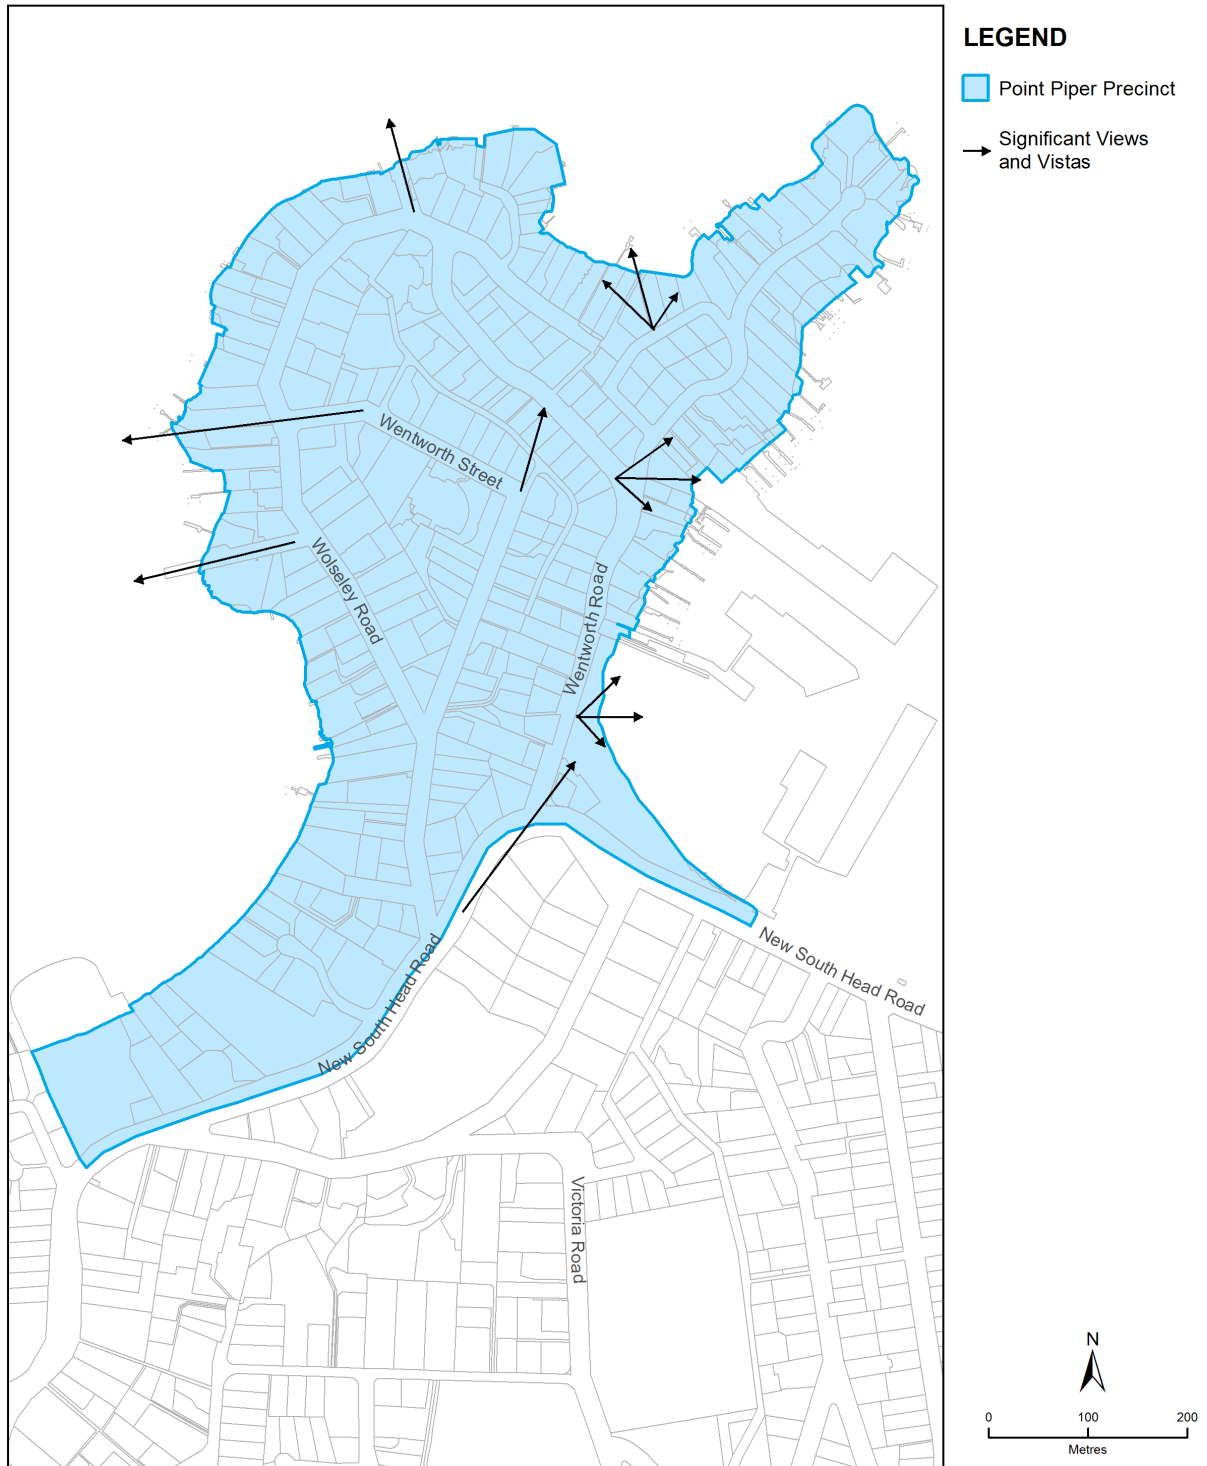 LEGEND
Point Piper Precinct
Significant Views
and Vistas
Wentworth Street
Wolseley Road
Wentworth Road
New South Head Road
New South Head Road
Victoria Road
N
0 100 200
Metres